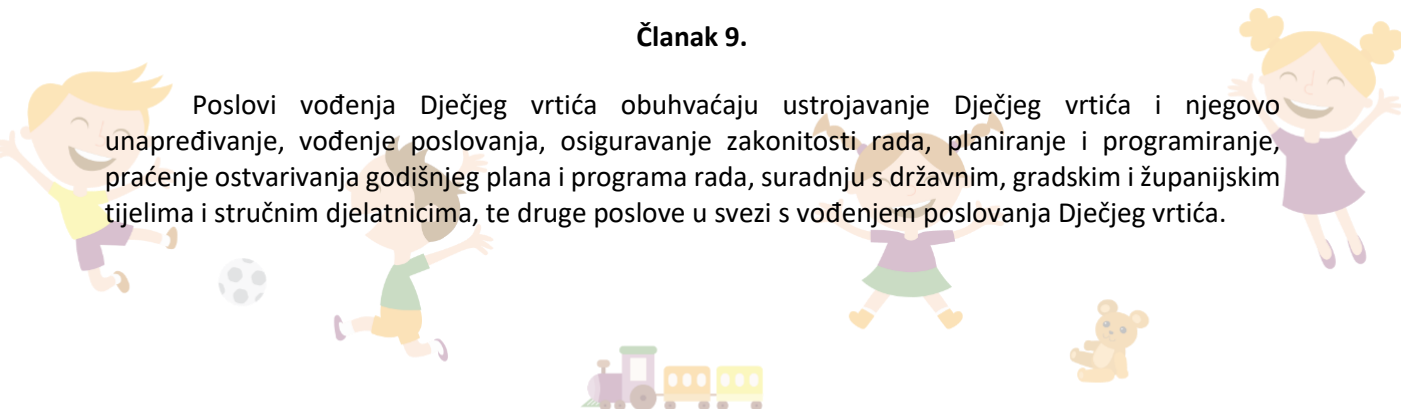 Članak 9.
Poslovi vođenja Dječjeg vrtića obuhvaćaju ustrojavanje Dječjeg vrtića i njegovo
unapređivanje, vođenje poslovanja, osiguravanje zakonitosti rada, planiranje i programiranje,
praćenje ostvarivanja godišnjeg plana i programa rada, suradnju s državnim, gradskim i županijskim
tijelima i stručnim djelatnicima, te druge poslove u svezi s vođenjem poslovanja Dječjeg vrtića.